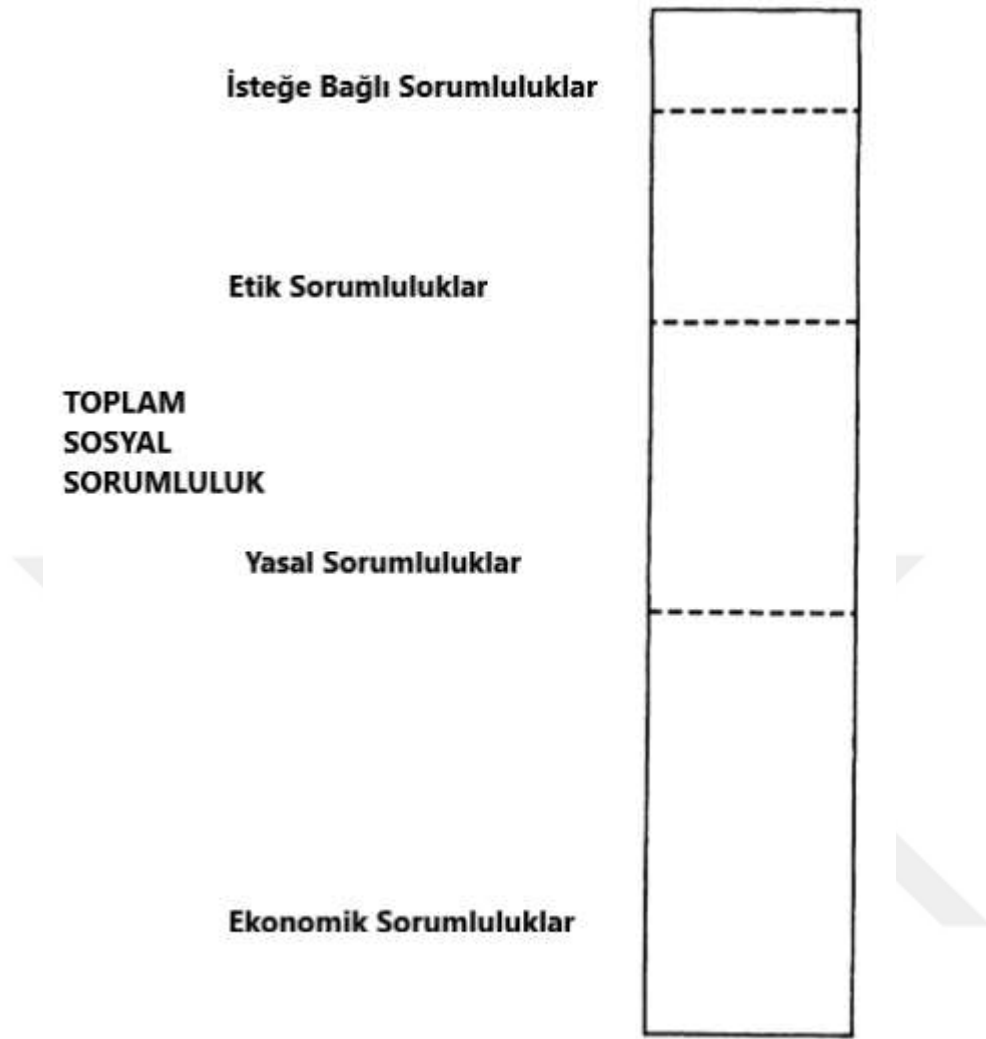 İsteğe Bağlı Sorumluluklar
Etik Sorumluluklar
TOPLAM
SOSYAL
SORUMLULUK
Yasal Sorumluluklar
Ekonomik Sorumluluklar